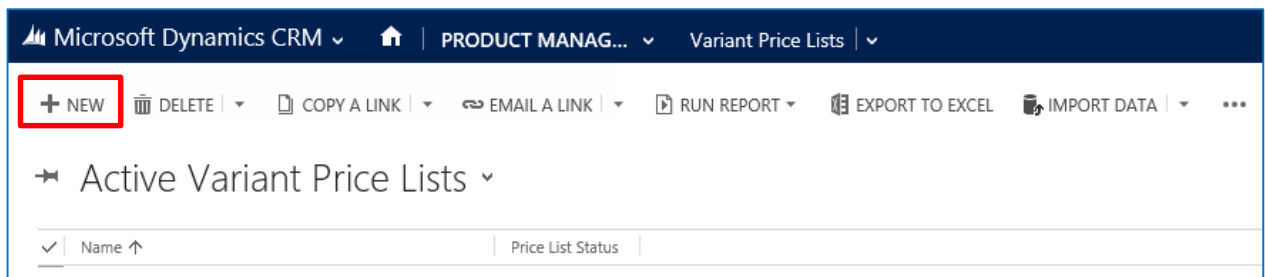 Microsoft Dynamics CRM PRODUCT MANAG... Variant Price Lists
NEW DELETE COPY A LINK EMAIL A LINK RUN REPORT EXPORT TO EXCEL IMPORT DATA ...
Active Variant Price Lists
Name ↑ Price List Status